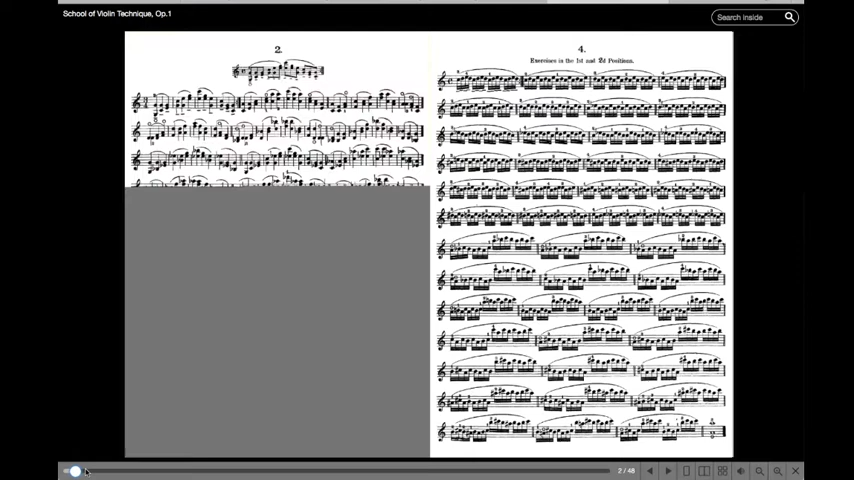 School of Violin Technique, Op.1
Search inside
2.
4.
Exercises in the 1st and 2d Positions.
2 / 48